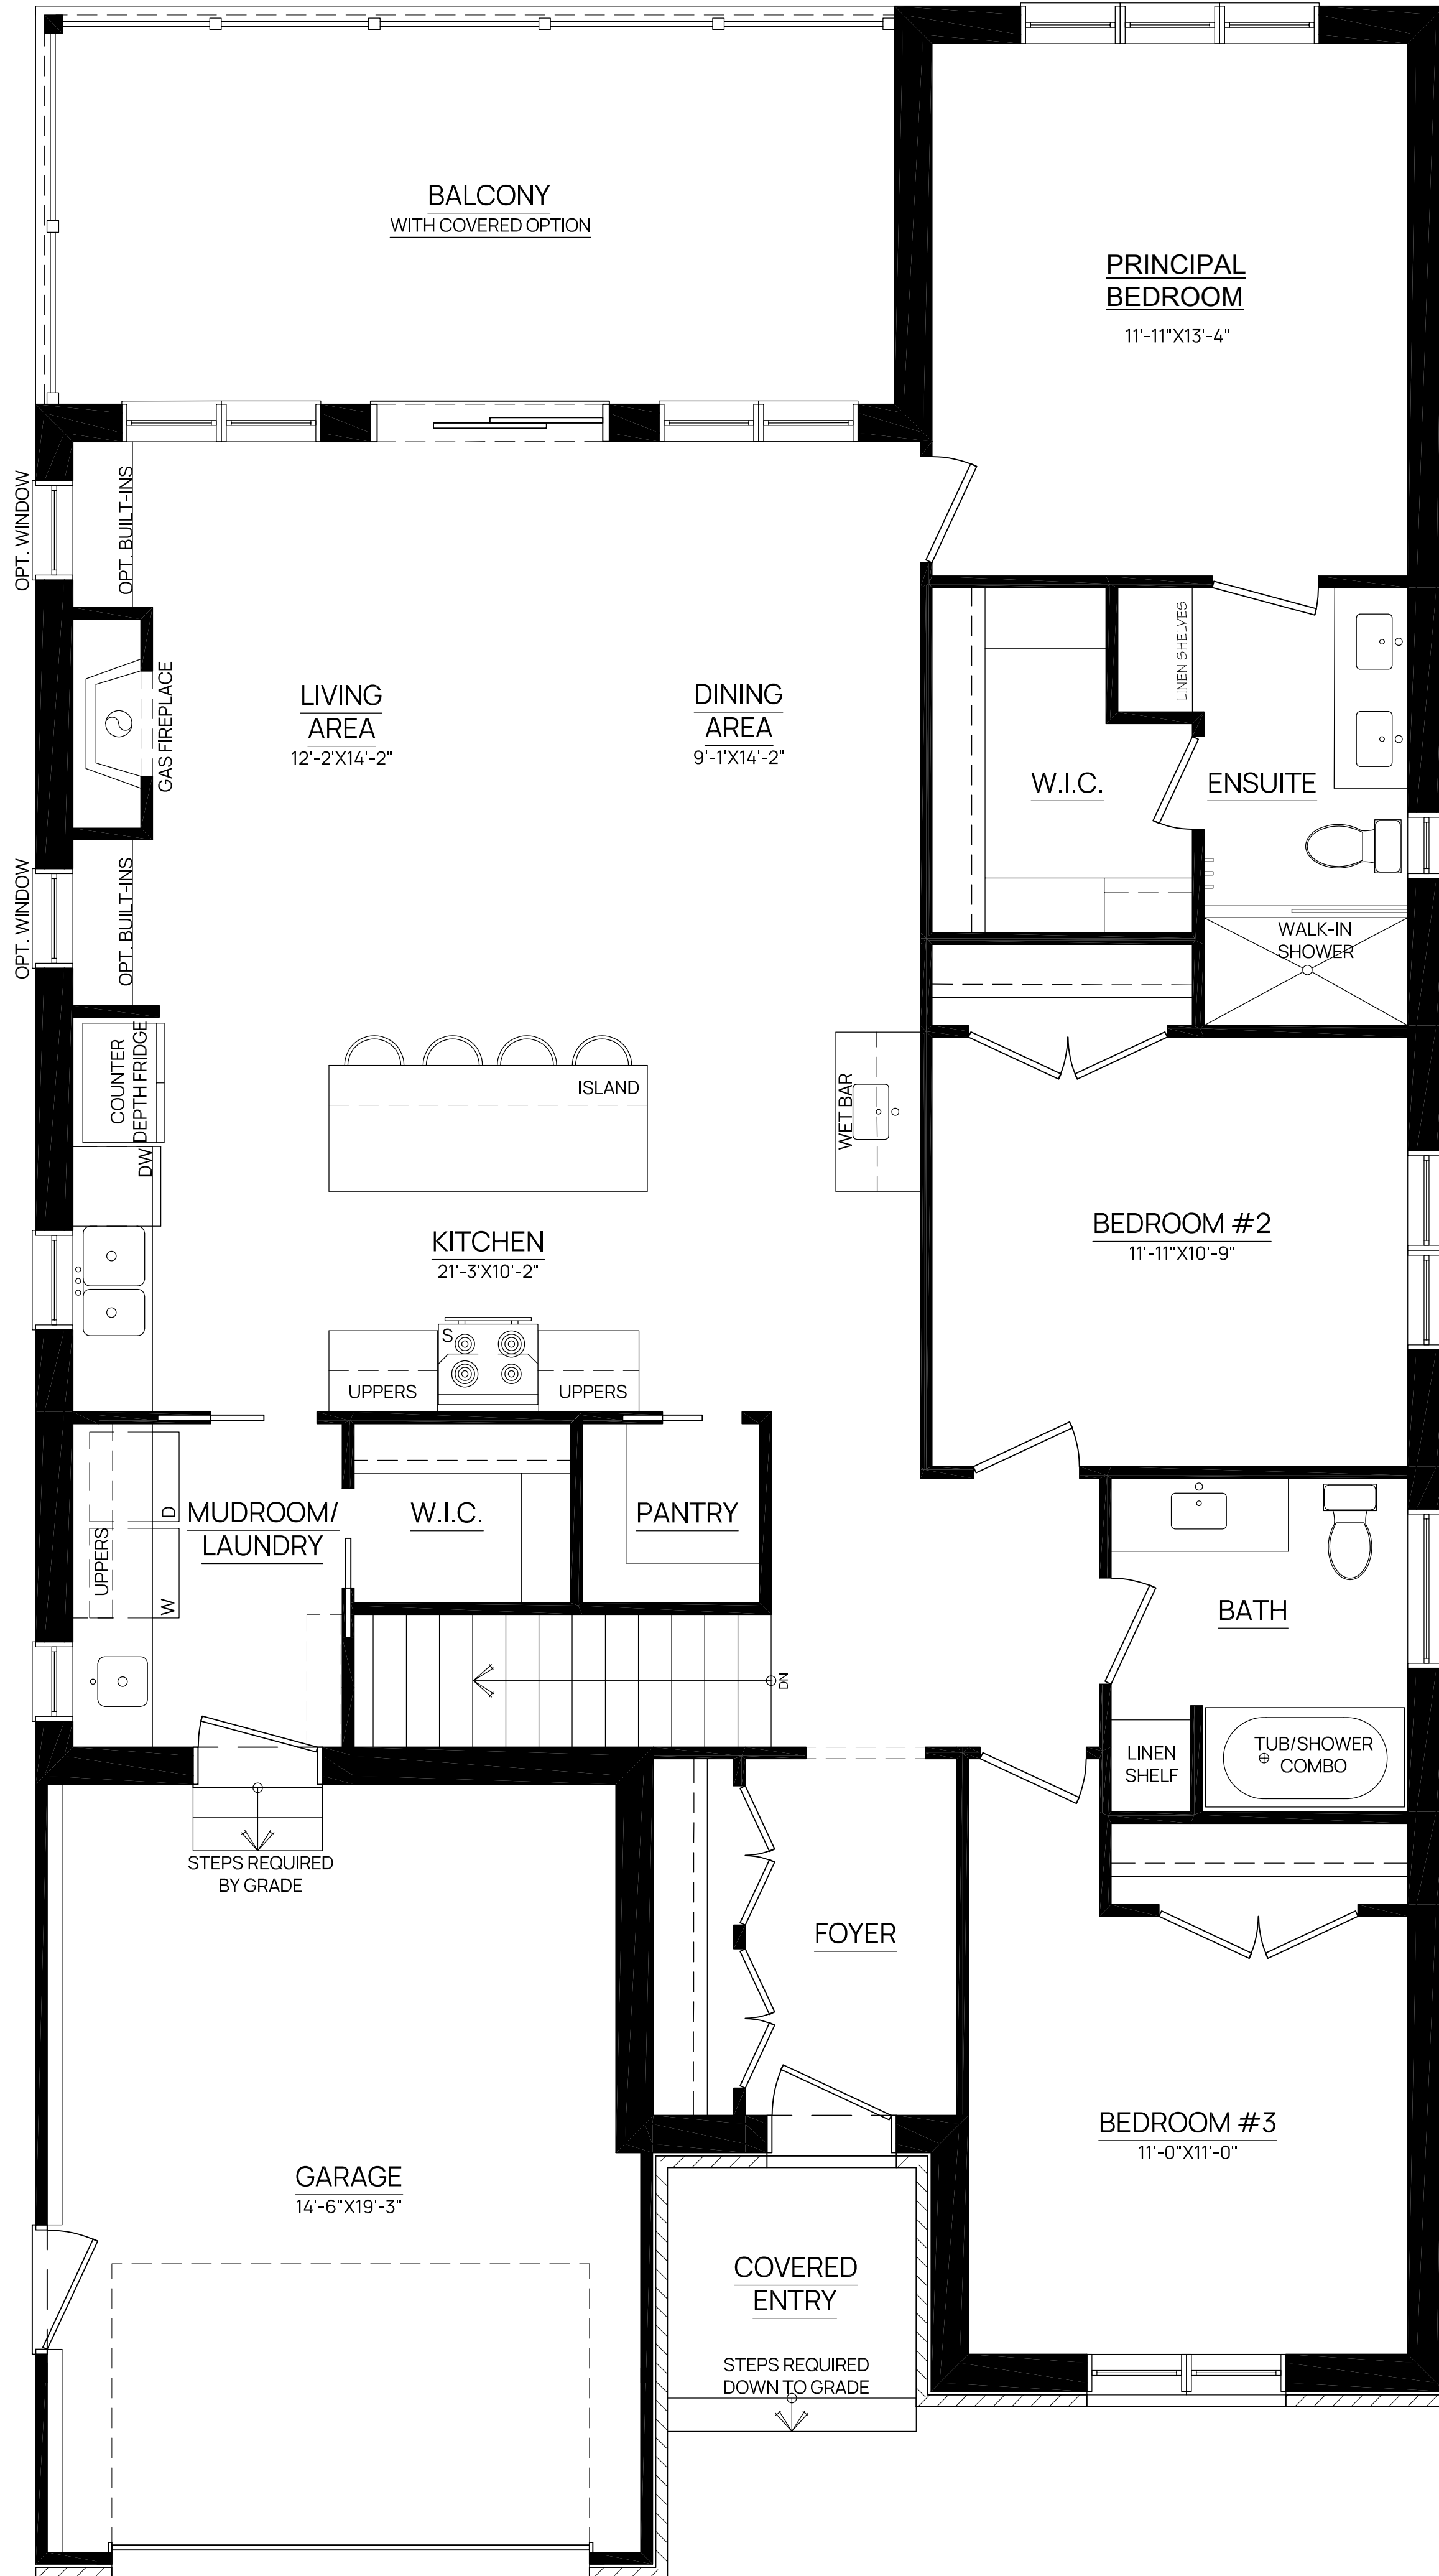 BALCONY
WITH COVERED OPTION
PRINCIPAL
BEDROOM
11'-11"X13'-4"
OPT. WINDOW
OPT. BUILT-INS
GAS FIREPLACE
LIVING
AREA
12'-2'X14'-2"
DINING
AREA
9'-1'X14'-2"
LINEN SHELVES
W.I.C.
ENSUITE
OPT. WINDOW
OPT. BUILT-INS
WALK-IN
SHOWER
COUNTER
DEPTH FRIDGE
DW
ISLAND
WET BAR
KITCHEN
21'-3'X10'-2"
BEDROOM #2
11'-11"X10'-9"
S
UPPERS
UPPERS
D
W
UPPERS
MUDROOM/
LAUNDRY
W.I.C.
PANTRY
DN
BATH
LINEN
SHELF
TUB/SHOWER
COMBO
STEPS REQUIRED
BY GRADE
FOYER
GARAGE
14'-6"X19'-3"
BEDROOM #3
11'-0"X11'-0"
COVERED
ENTRY
STEPS REQUIRED
DOWN TO GRADE